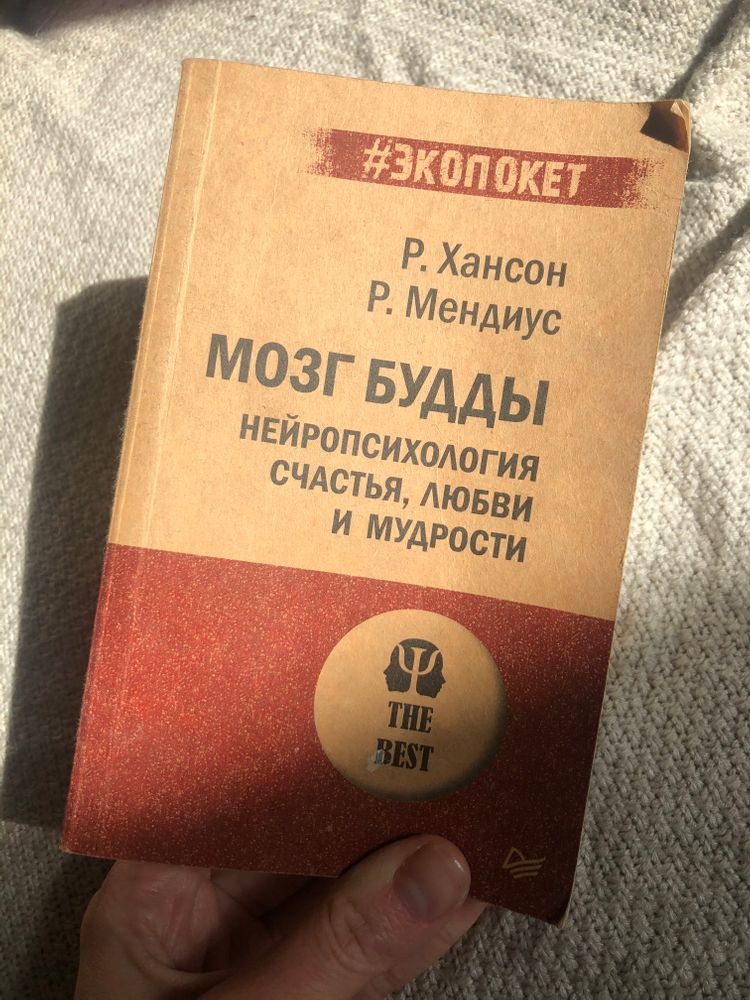 #ЭКОПОКЕТ
Р. Хансон
Р. Мендиус
МОЗГ БУДДЫ
НЕЙРОПСИХОЛОГИЯ
СЧАСТЬЯ, ЛЮБВИ
И МУДРОСТИ
Ψ
THE
BEST